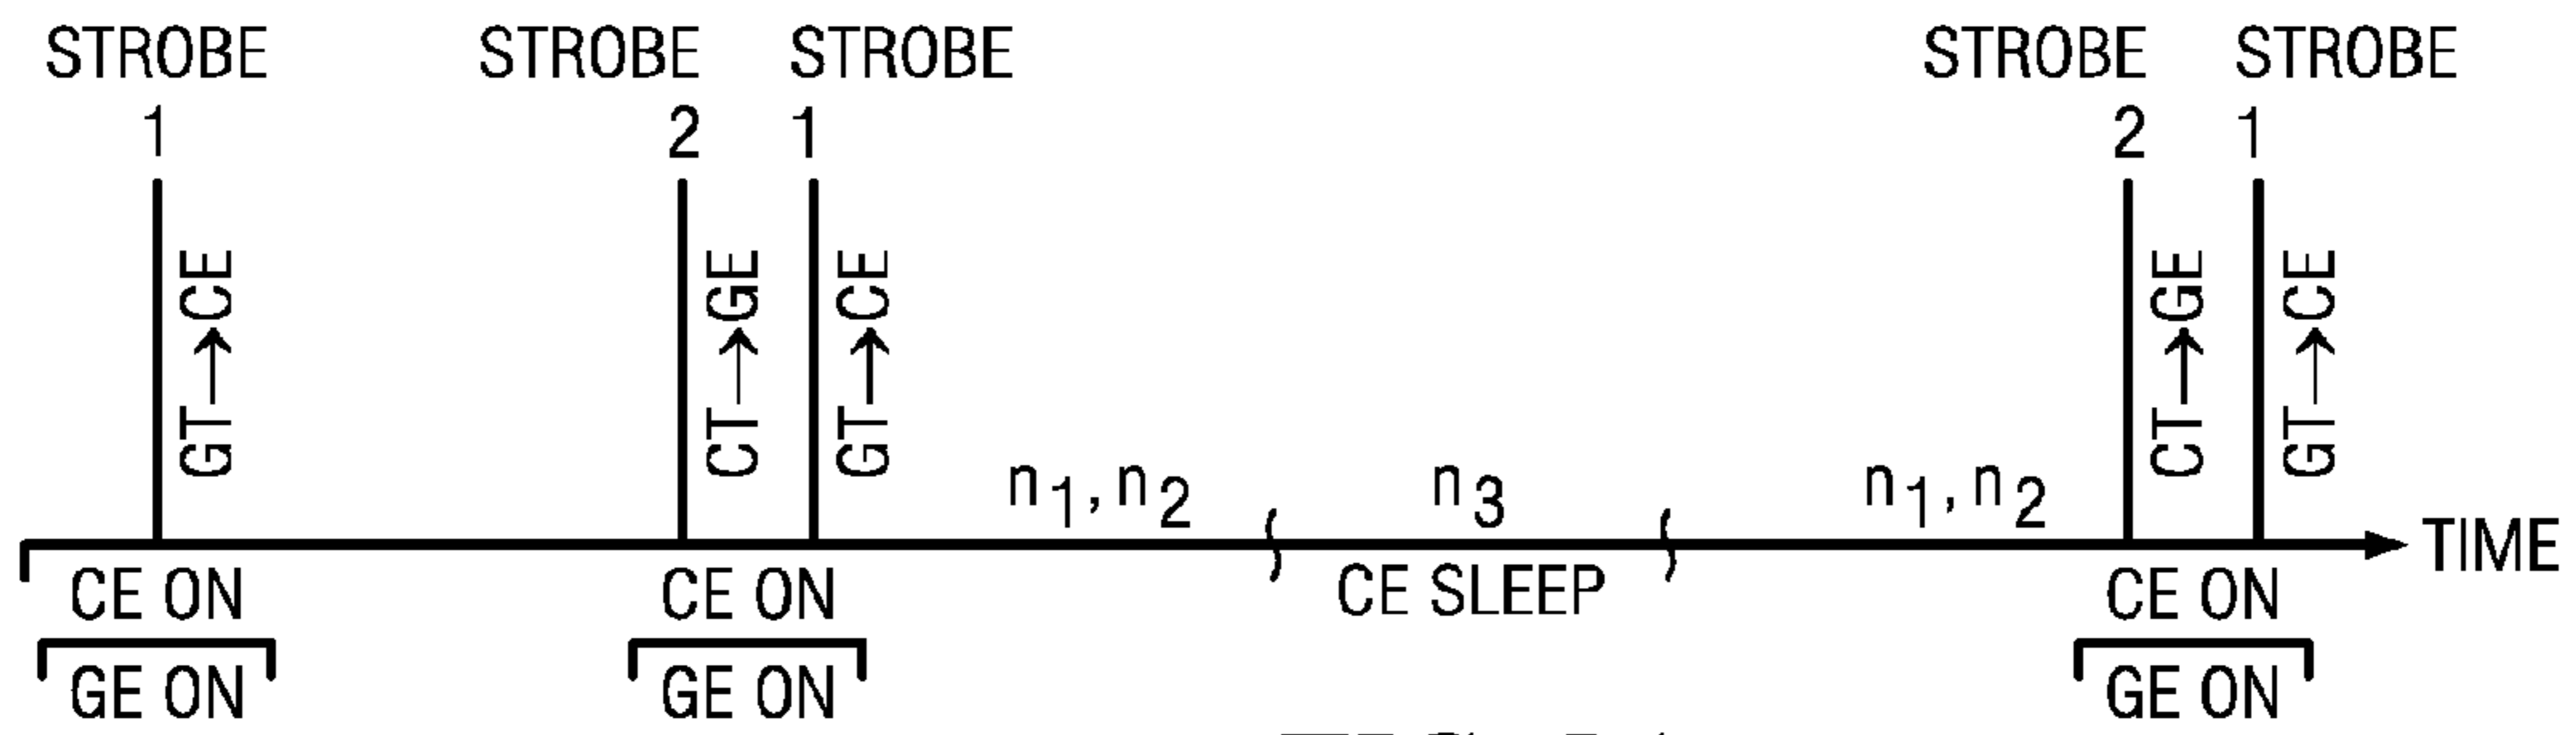 STROBE STROBE STROBE STROBE STROBE
1 2 1 2 1
GT→CE CT→GE GT→CE CT→GE GT→CE
n1, n2 n3 n1, n2
TIME
CE ON CE ON CE SLEEP CE ON
GE ON GE ON GE ON